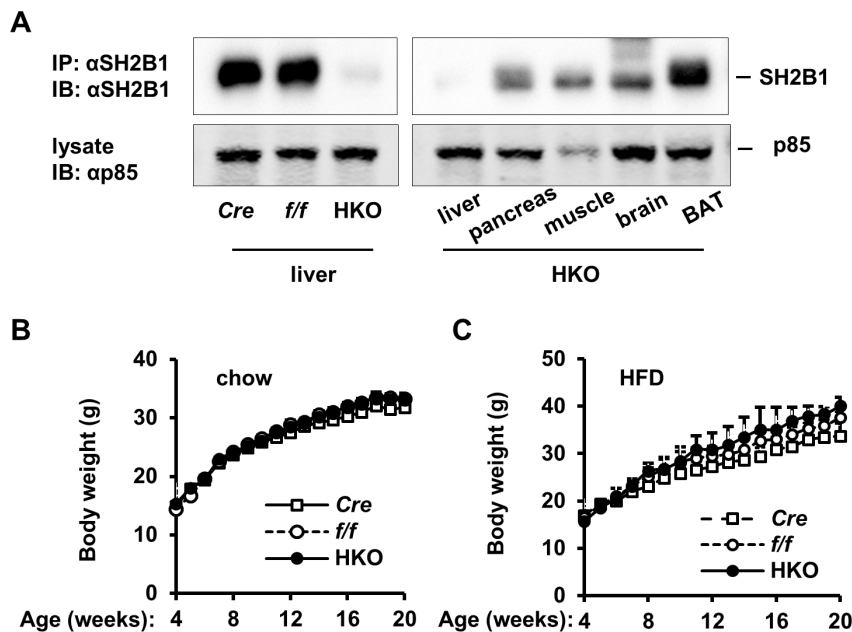 A
IP: αSH2B1
IB: αSH2B1
SH2B1
lysate
IB: αp85
p85
Cre f/f HKO
liver pancreas muscle brain BAT
liver
HKO
B
chow
Body weight (g)
40
30
20
10
0
Cre
f/f
HKO
Age (weeks): 4 8 12 16 20
C
HFD
Body weight (g)
50
40
30
20
10
0
Cre
f/f
HKO
Age (weeks): 4 8 12 16 20